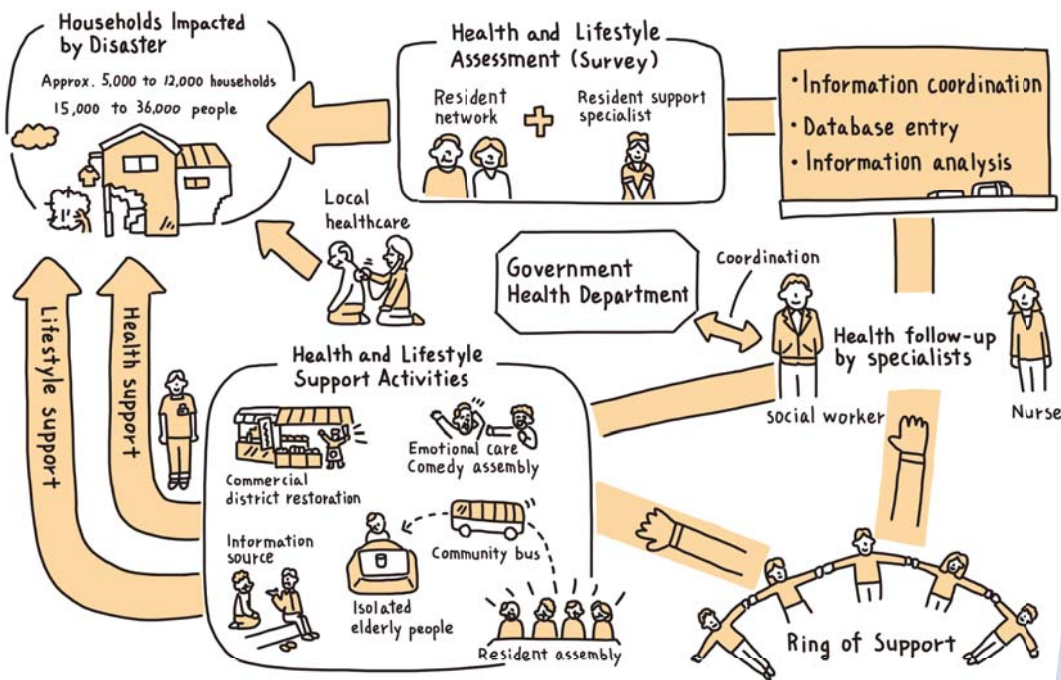 Households Impacted
by Disaster
Approx. 5,000 to 12,000 households
15,000 to 36,000 people
Health and Lifestyle
Assessment (Survey)
Resident
network
Resident support
specialist
• Information coordination
• Database entry
• Information analysis
Local
healthcare
Government
Health Department
Coordination
Health follow-up
by specialists
social worker
Nurse
Lifestyle support
Health support
Health and Lifestyle
Support Activities
Commercial
district restoration
Emotional care
Comedy assembly
Information
source
Community bus
Isolated
elderly people
Resident assembly
Ring of Support